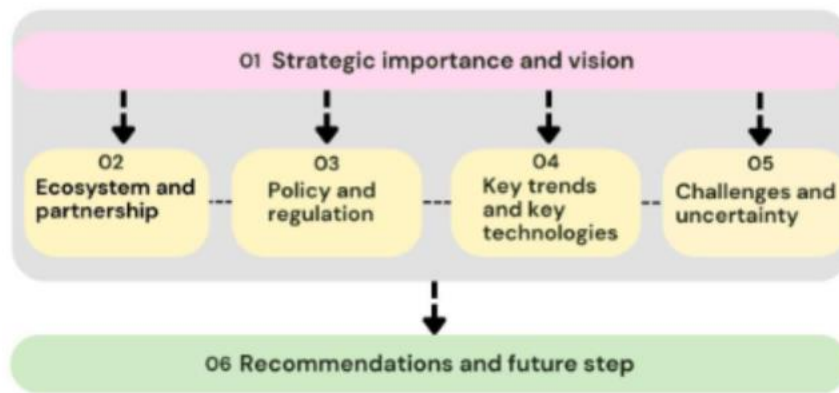 01 Strategic importance and vision
02
Ecosystem and
partnership
03
Policy and
regulation
04
Key trends
and key
technologies
05
Challenges and
uncertainty
06 Recommendations and future step